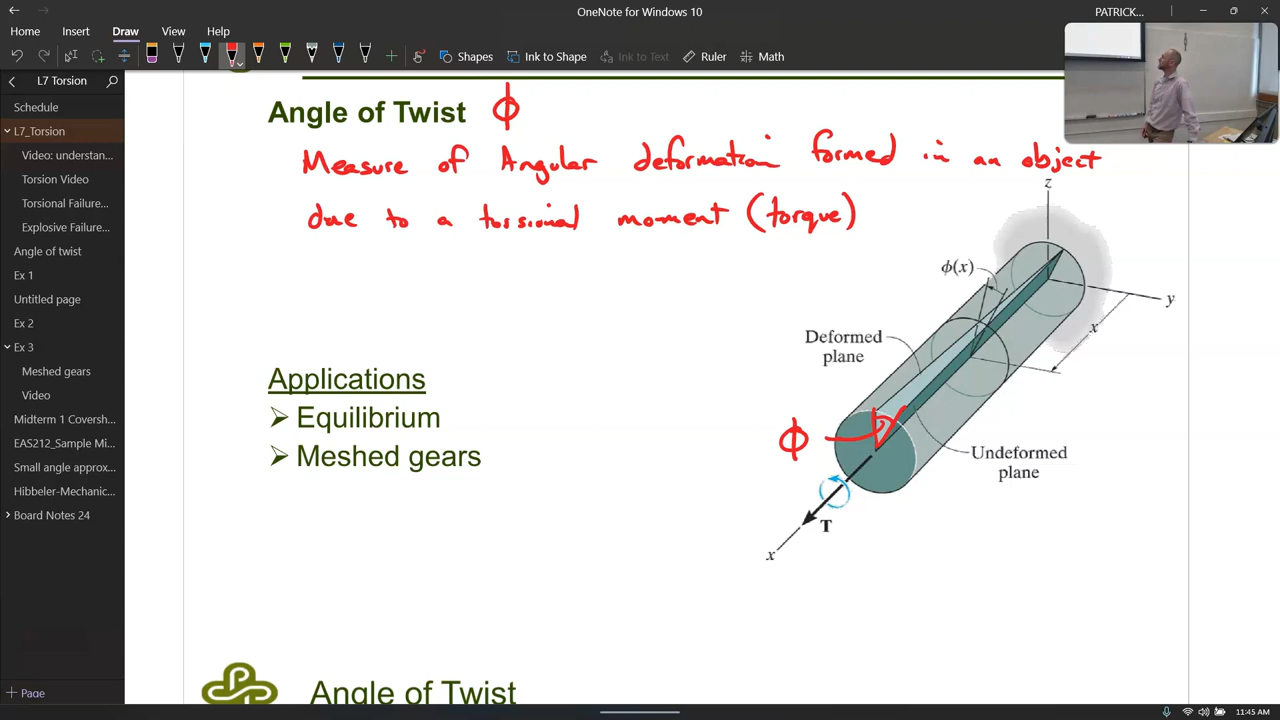 OneNote for Windows 10
PATRICK...
Home
Insert
Draw
View
Help
Shapes
Ink to Shape
Ink to Text
Ruler
Math
L7 Torsion
Schedule
L7_Torsion
Video: understan...
Torsion Video
Torsional Failure...
Explosive Fractur...
Angle of twist
Ex 1
Untitled page
Ex 2
Ex 3
Meshed gears
Video
Midterm 1 Coversh...
EAS212_Sample Mi...
Small angle approx...
Hibbeler-Mechanic...
Board Notes 24
Page
Angle of Twist ϕ
Measure of Angular deformation formed in an object
due to a torsional moment (torque)
Applications
➢ Equilibrium
➢ Meshed gears
z
ϕ(x)
y
x
Deformed
plane
ϕ
Undeformed
plane
T
x
Angle of Twist
11:45 AM